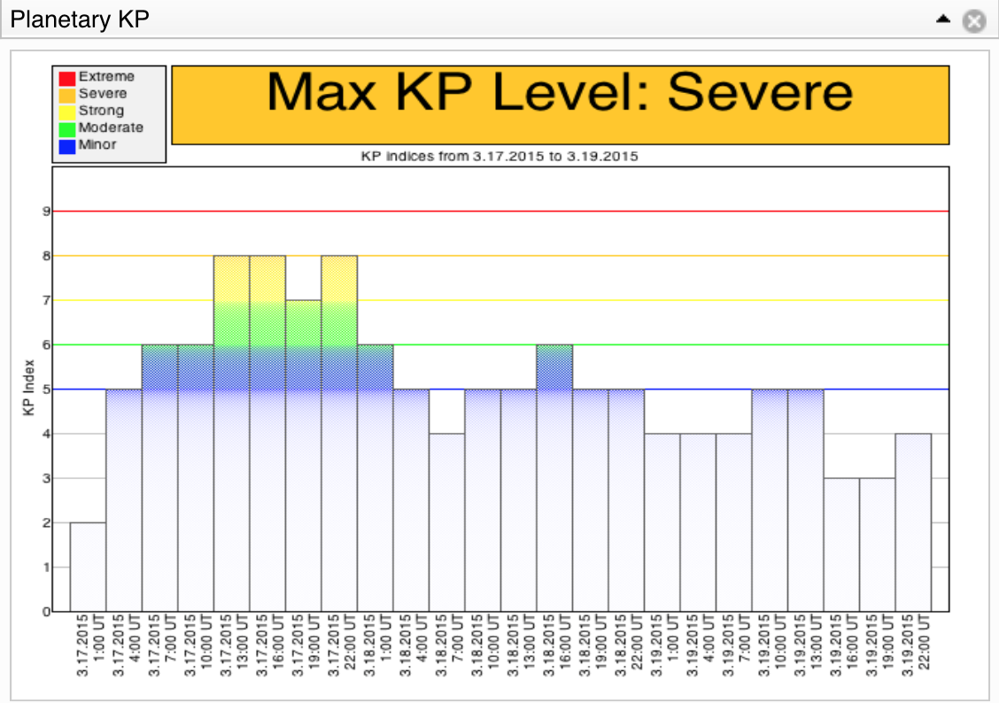 Planetary KP
Extreme
Severe
Strong
Moderate
Minor
Max KP Level: Severe
KP indices from 3.17.2015 to 3.19.2015
KP Index
9
8
7
6
5
4
3
2
1
0
3.17.2015
1:00 UT
3.17.2015
4:00 UT
3.17.2015
7:00 UT
3.17.2015
10:00 UT
3.17.2015
13:00 UT
3.17.2015
16:00 UT
3.17.2015
19:00 UT
3.17.2015
22:00 UT
3.18.2015
1:00 UT
3.18.2015
4:00 UT
3.18.2015
7:00 UT
3.18.2015
10:00 UT
3.18.2015
13:00 UT
3.18.2015
16:00 UT
3.18.2015
19:00 UT
3.18.2015
22:00 UT
3.19.2015
1:00 UT
3.19.2015
4:00 UT
3.19.2015
7:00 UT
3.19.2015
10:00 UT
3.19.2015
13:00 UT
3.19.2015
16:00 UT
3.19.2015
19:00 UT
3.19.2015
22:00 UT